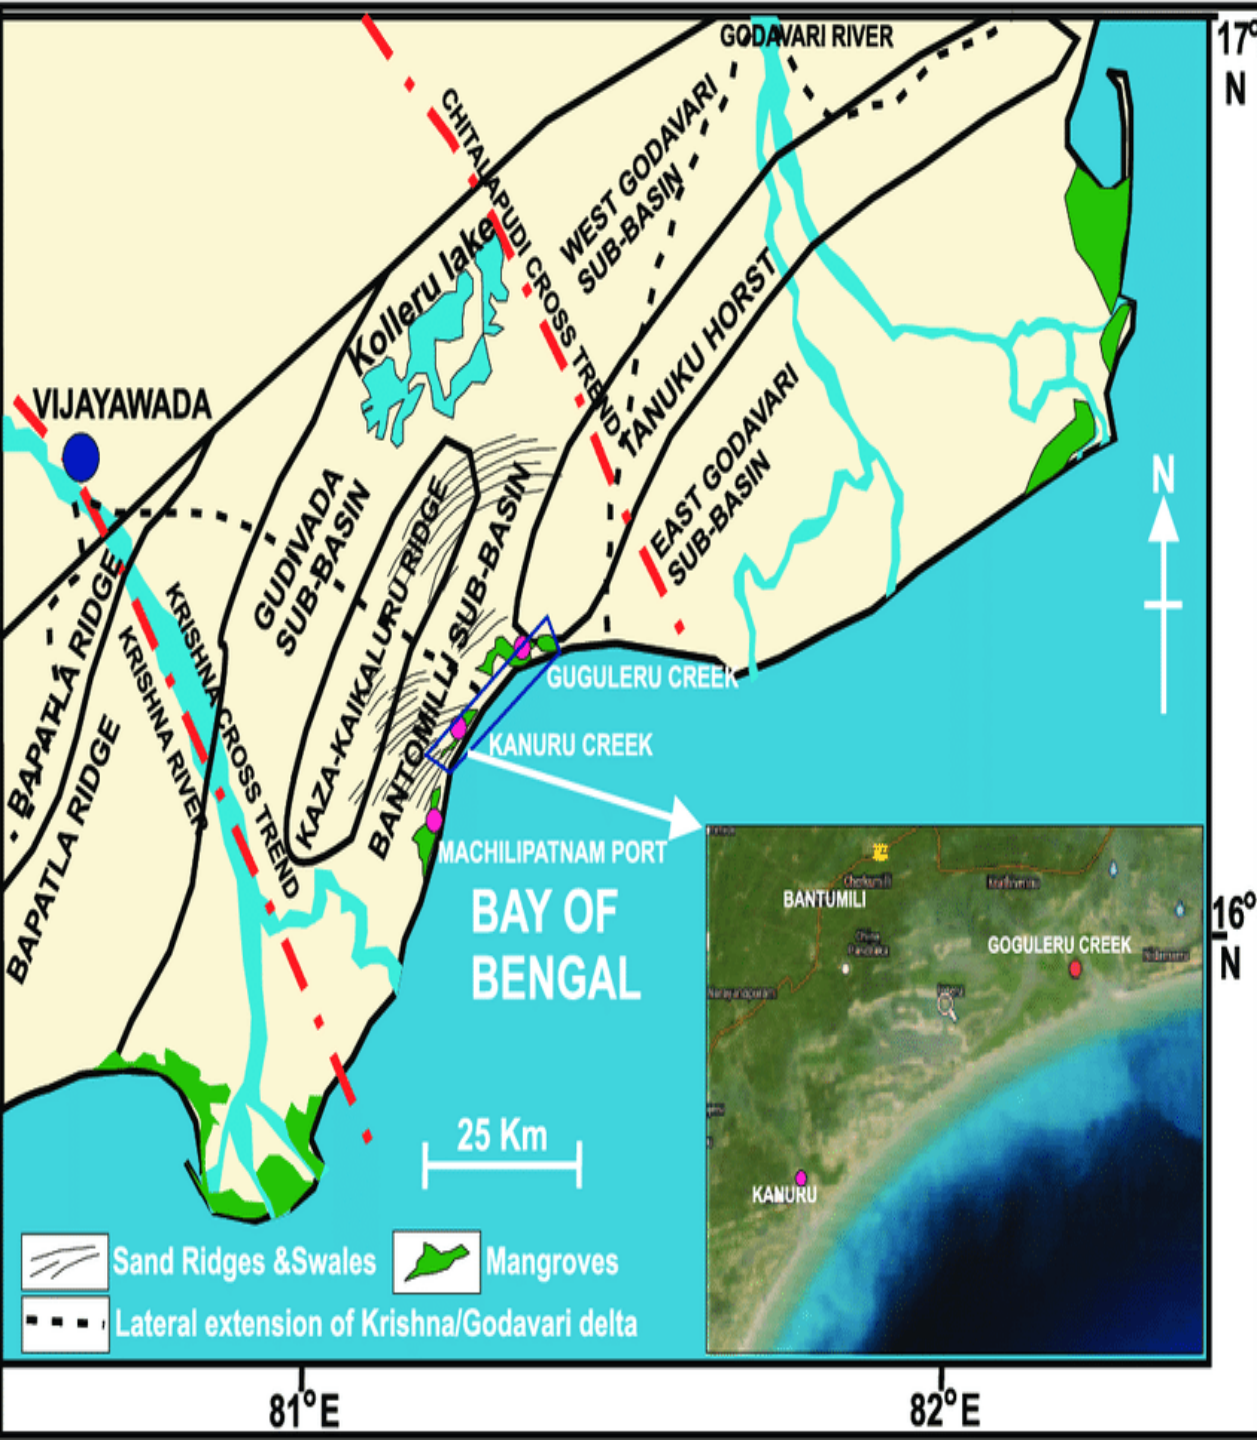 GODAVARI RIVER
17°
N
CHITALAPUDI CROSS TREND
WEST GODAVARI
SUB-BASIN
Kolleru lake
TANUKU HORST
VIJAYAWADA
EAST GODAVARI
SUB-BASIN
GUDIVADA
SUB-BASIN
KAZA-KAIKALURU RIDGE
BANTOMILLI SUB-BASIN
N
BAPATLA RIDGE
BAPATLA RIDGE
KRISHNA CROSS TREND
KRISHNA RIVER
GUGULERU CREEK
KANURU CREEK
MACHILIPATNAM PORT
BAY OF
BENGAL
16°
N
BANTUMILI
GOGULERU CREEK
KANURU
25 Km
Sand Ridges &Swales
Mangroves
Lateral extension of Krishna/Godavari delta
81°E
82°E